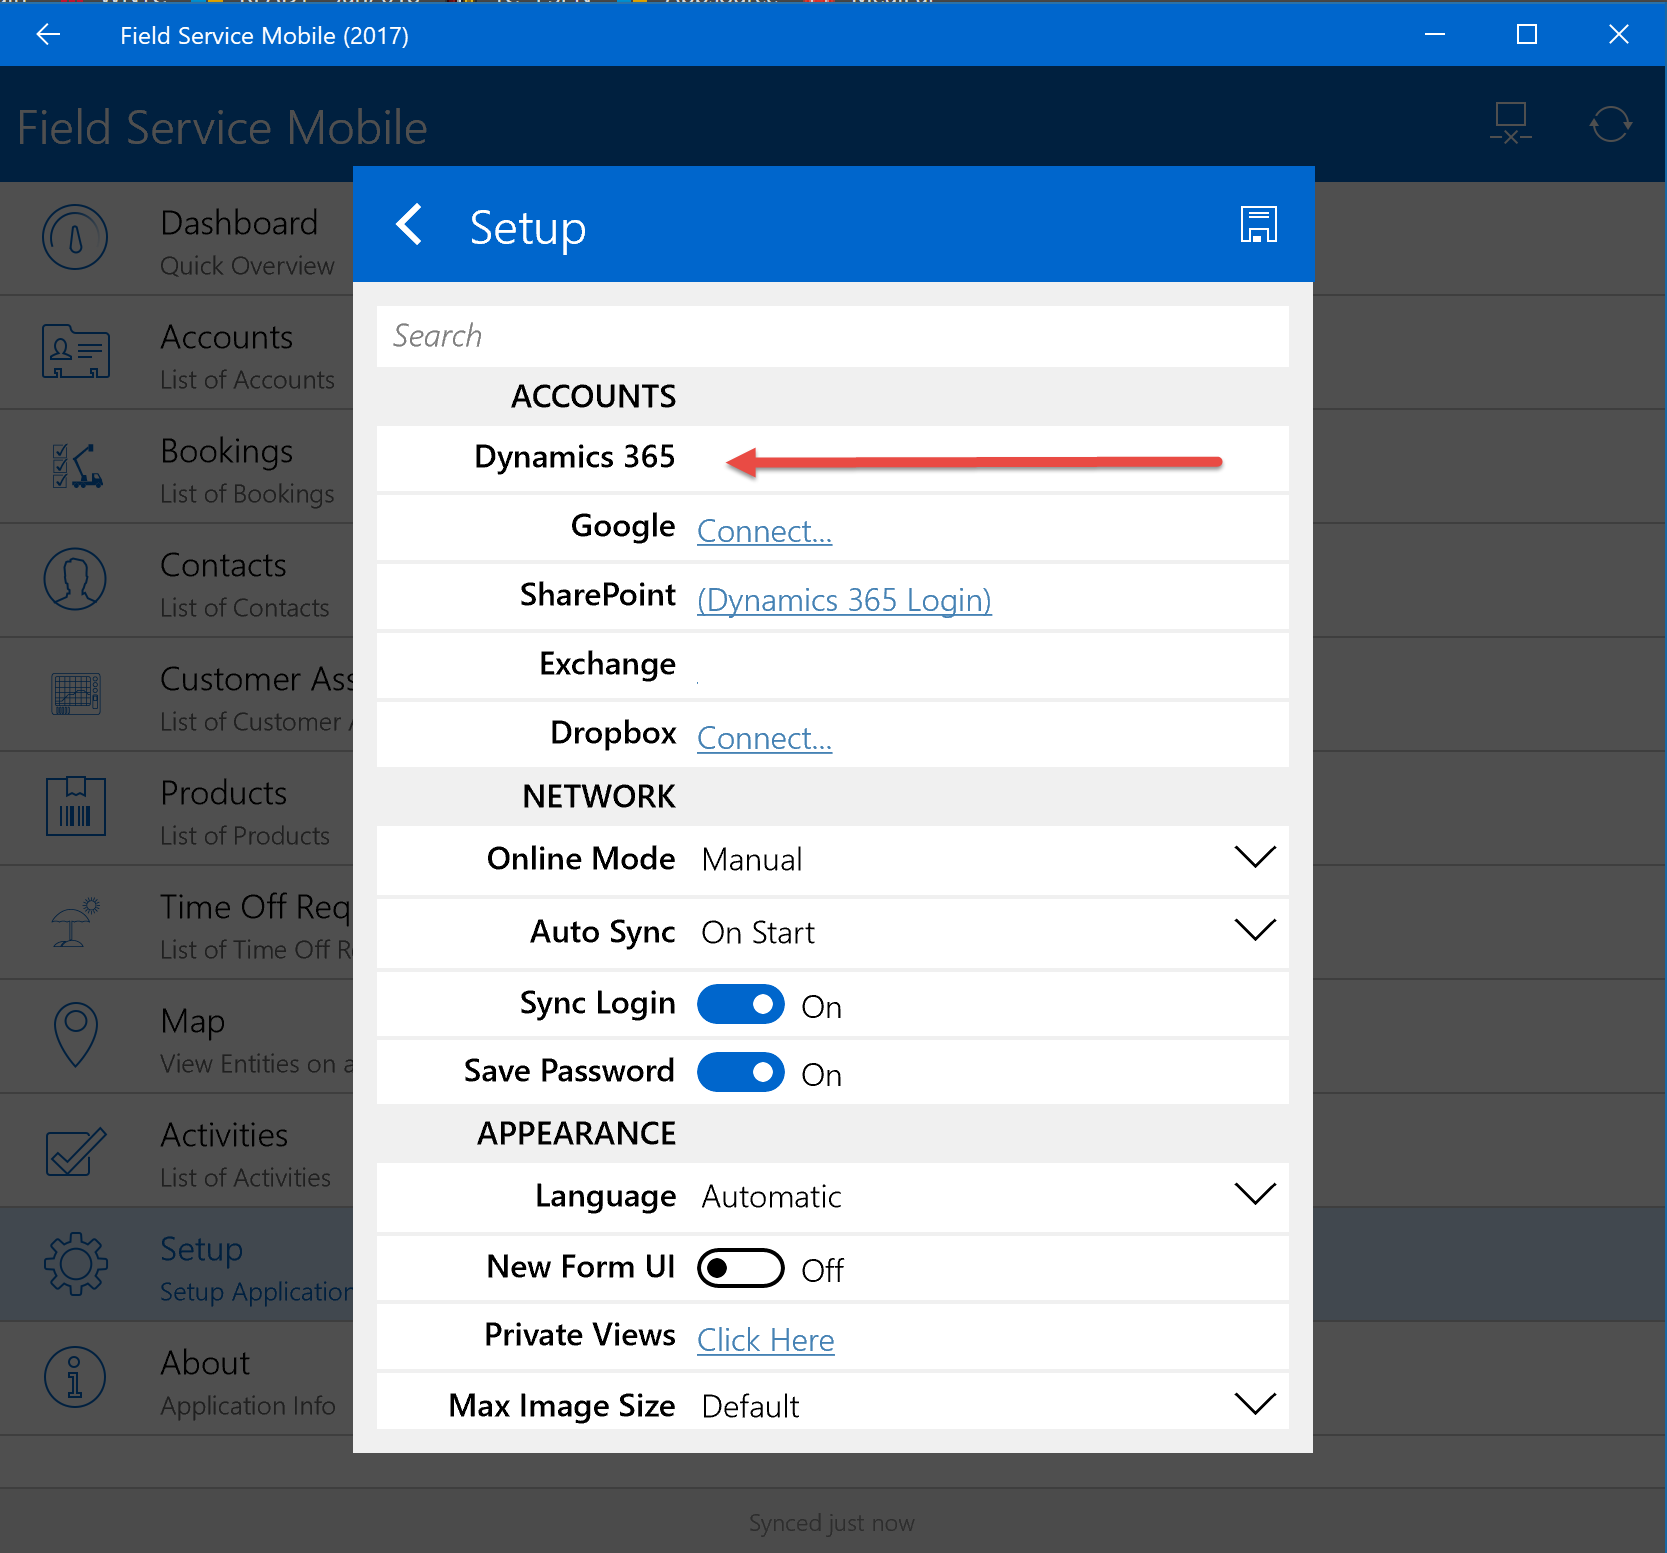 Field Service Mobile (2017)
Field Service Mobile
Dashboard
Quick Overview
Accounts
List of Accounts
Bookings
List of Bookings
Contacts
List of Contacts
Customer Ass
List of Customer
Products
List of Products
Time Off Req
List of Time Off R
Map
View Entities on a
Activities
List of Activities
Setup
Setup Application
About
Application Info
Setup
Search
ACCOUNTS
Dynamics 365
Google Connect...
SharePoint (Dynamics 365 Login)
Exchange
Dropbox Connect...
NETWORK
Online Mode Manual
Auto Sync On Start
Sync Login On
Save Password On
APPEARANCE
Language Automatic
New Form UI Off
Private Views Click Here
Max Image Size Default
Synced just now